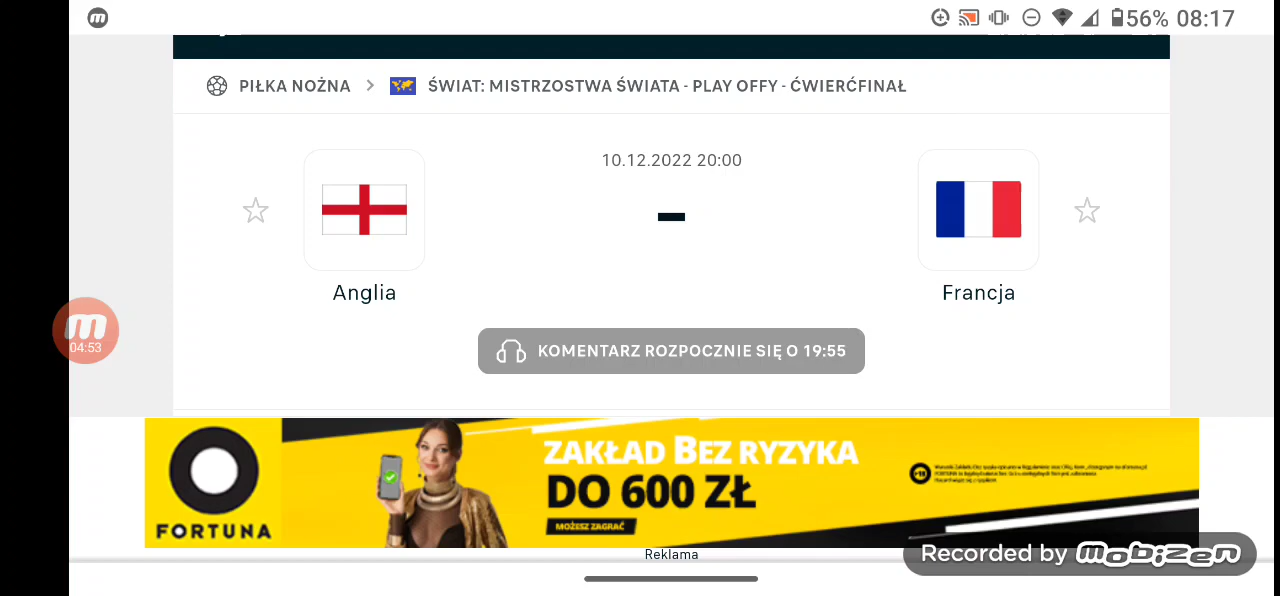 56% 08:17
PIŁKA NOŻNA > ŚWIAT: MISTRZOSTWA ŚWIATA - PLAY OFFY - ĆWIERĆFINAŁ
10.12.2022 20:00
-
Anglia
Francja
04:53
KOMENTARZ ROZPOCZNIE SIĘ O 19:55
ZAKŁAD BEZ RYZYKA
DO 600 ZŁ
MOŻESZ ZAGRAĆ
FORTUNA
Reklama
Recorded by mobizen